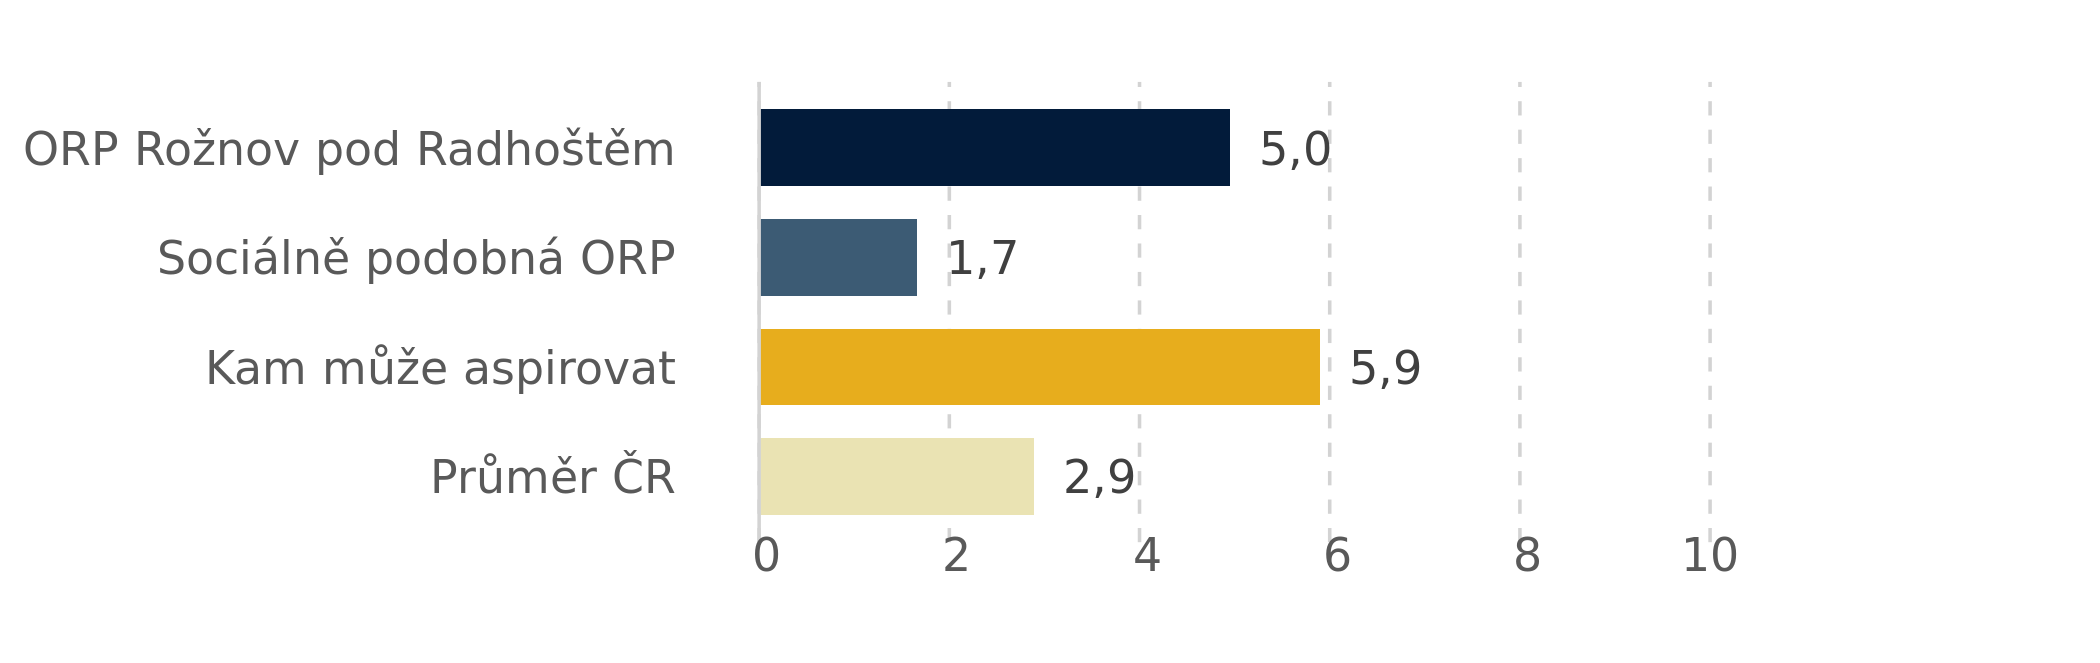 ORP Rožnov pod Radhoštěm 5,0
Sociálně podobná ORP 1,7
Kam může aspirovat 5,9
Průměr ČR 2,9
0 2 4 6 8 10